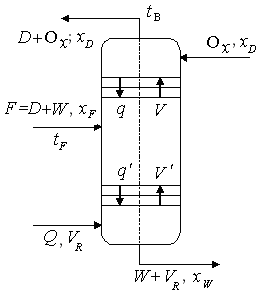 t_B
D+O_x; x_D
O_x, x_D
q V
F=D+W, x_F
t_F
q' V'
Q, V_R
W+V_R, x_W